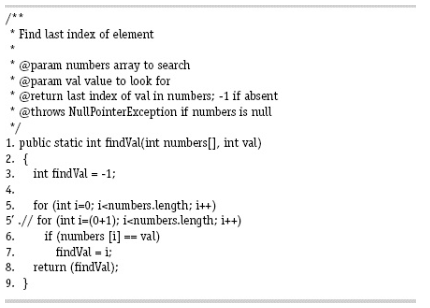 /**
* Find last index of element
*
* @param numbers array to search
* @param val value to look for
* @return last index of val in numbers; -1 if absent
* @throws NullPointerException if numbers is null
*/
1. public static int findVal(int numbers[], int val)
2. {
3. int findVal = -1;
4.
5. for (int i=0; i<numbers.length; i++)
5′.// for (int i=(0+1); i<numbers.length; i++)
6. if (numbers [i] == val)
7. findVal = i;
8. return (findVal);
9. }